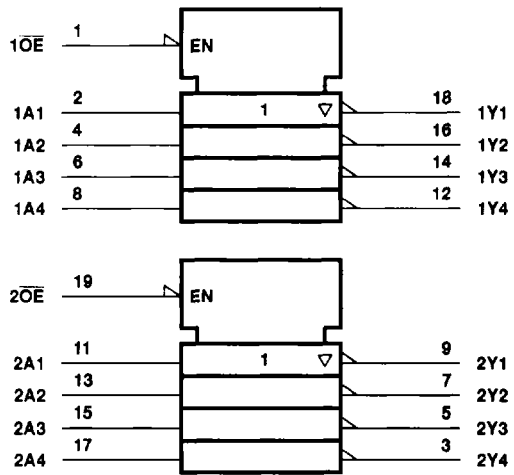 1O̅E̅ 1 EN
1A1 2 1 ▽ 18 1Y1
1A2 4 16 1Y2
1A3 6 14 1Y3
1A4 8 12 1Y4
2O̅E̅ 19 EN
2A1 11 1 ▽ 9 2Y1
2A2 13 7 2Y2
2A3 15 5 2Y3
2A4 17 3 2Y4